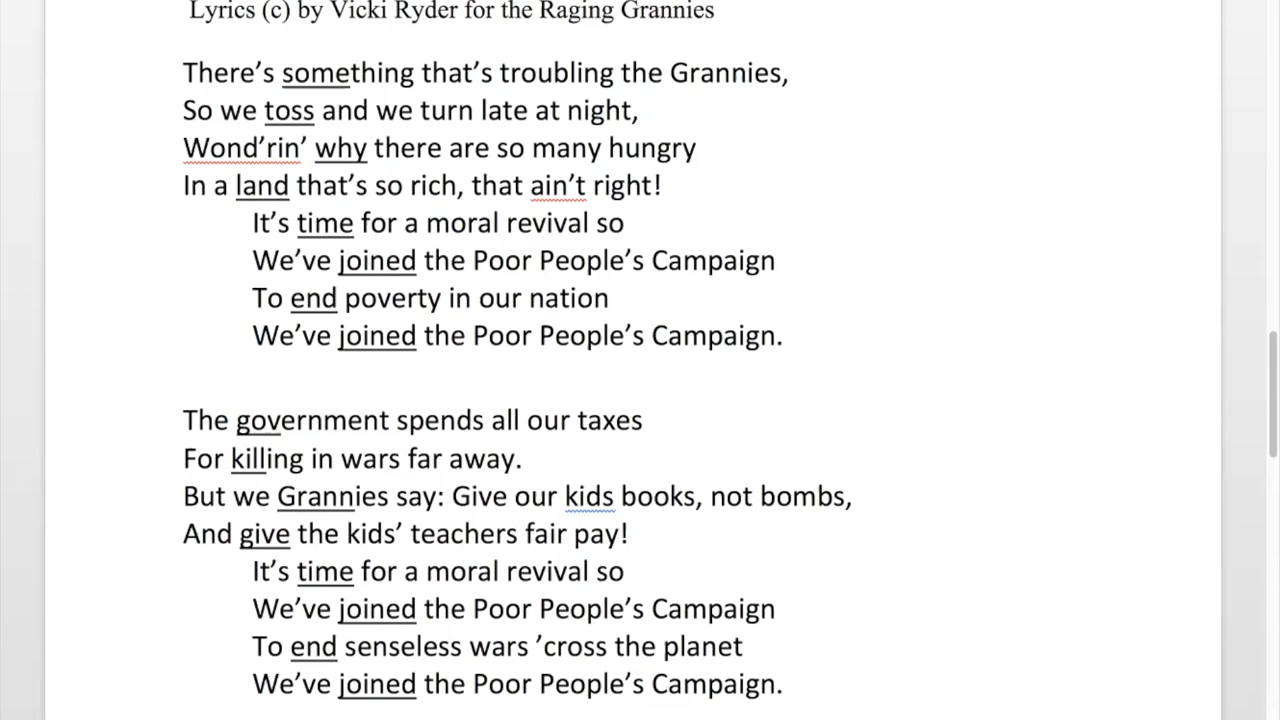 Lyrics (c) by Vicki Ryder for the Raging Grannies
There’s something that’s troubling the Grannies,
So we toss and we turn late at night,
Wond’rin’ why there are so many hungry
In a land that’s so rich, that ain’t right!
It’s time for a moral revival so
We’ve joined the Poor People’s Campaign
To end poverty in our nation
We’ve joined the Poor People’s Campaign.
The government spends all our taxes
For killing in wars far away.
But we Grannies say: Give our kids books, not bombs,
And give the kids’ teachers fair pay!
It’s time for a moral revival so
We’ve joined the Poor People’s Campaign
To end senseless wars ’cross the planet
We’ve joined the Poor People’s Campaign.